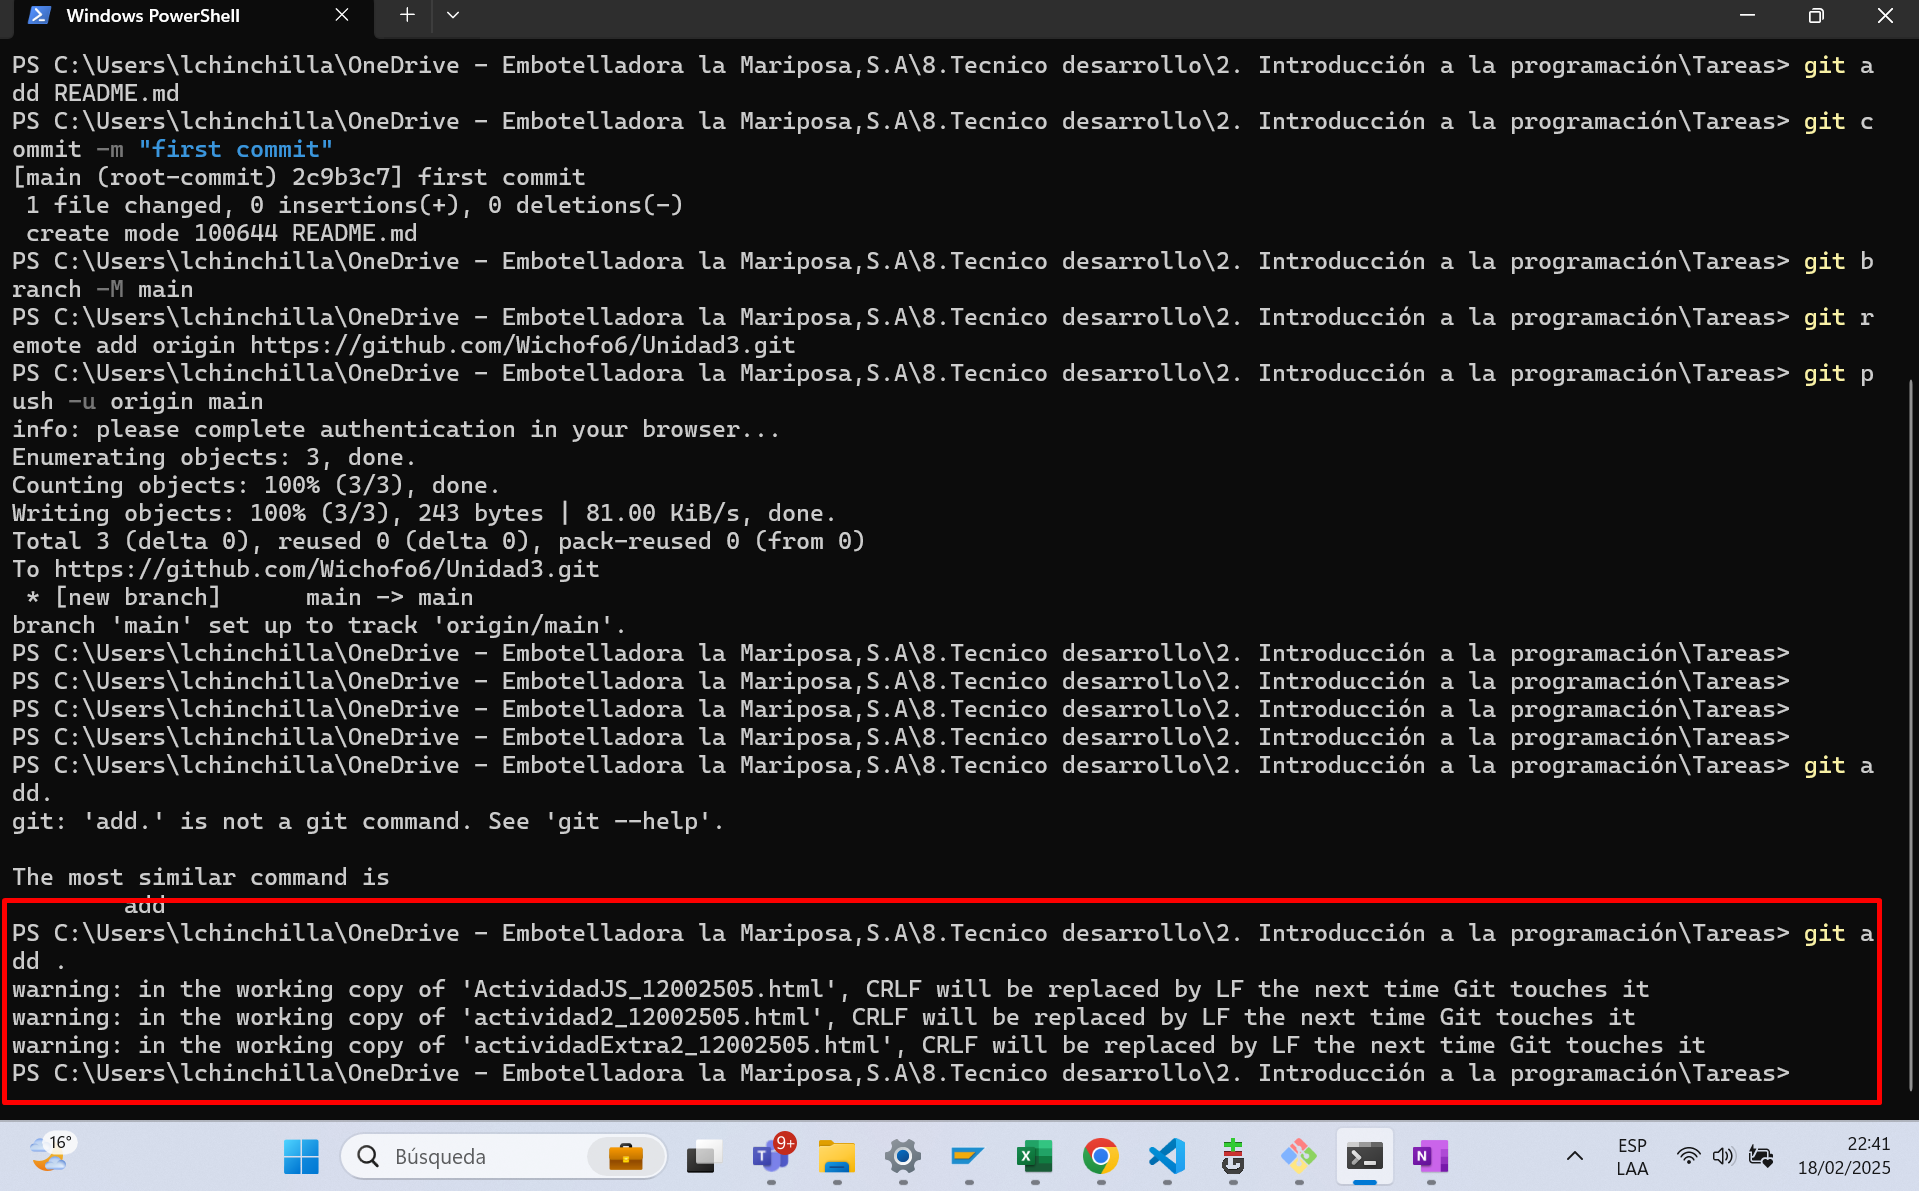 Windows PowerShell
PS C:\Users\lchinchilla\OneDrive - Embotelladora la Mariposa,S.A\8.Tecnico desarrollo\2. Introducción a la programación\Tareas> git a
dd README.md
PS C:\Users\lchinchilla\OneDrive - Embotelladora la Mariposa,S.A\8.Tecnico desarrollo\2. Introducción a la programación\Tareas> git c
ommit -m "first commit"
[main (root-commit) 2c9b3c7] first commit
 1 file changed, 0 insertions(+), 0 deletions(-)
 create mode 100644 README.md
PS C:\Users\lchinchilla\OneDrive - Embotelladora la Mariposa,S.A\8.Tecnico desarrollo\2. Introducción a la programación\Tareas> git b
ranch -M main
PS C:\Users\lchinchilla\OneDrive - Embotelladora la Mariposa,S.A\8.Tecnico desarrollo\2. Introducción a la programación\Tareas> git r
emote add origin https://github.com/Wichofo6/Unidad3.git
PS C:\Users\lchinchilla\OneDrive - Embotelladora la Mariposa,S.A\8.Tecnico desarrollo\2. Introducción a la programación\Tareas> git p
ush -u origin main
info: please complete authentication in your browser...
Enumerating objects: 3, done.
Counting objects: 100% (3/3), done.
Writing objects: 100% (3/3), 243 bytes | 81.00 KiB/s, done.
Total 3 (delta 0), reused 0 (delta 0), pack-reused 0 (from 0)
To https://github.com/Wichofo6/Unidad3.git
 * [new branch]      main -> main
branch 'main' set up to track 'origin/main'.
PS C:\Users\lchinchilla\OneDrive - Embotelladora la Mariposa,S.A\8.Tecnico desarrollo\2. Introducción a la programación\Tareas>
PS C:\Users\lchinchilla\OneDrive - Embotelladora la Mariposa,S.A\8.Tecnico desarrollo\2. Introducción a la programación\Tareas>
PS C:\Users\lchinchilla\OneDrive - Embotelladora la Mariposa,S.A\8.Tecnico desarrollo\2. Introducción a la programación\Tareas>
PS C:\Users\lchinchilla\OneDrive - Embotelladora la Mariposa,S.A\8.Tecnico desarrollo\2. Introducción a la programación\Tareas>
PS C:\Users\lchinchilla\OneDrive - Embotelladora la Mariposa,S.A\8.Tecnico desarrollo\2. Introducción a la programación\Tareas> git a
dd.
git: 'add.' is not a git command. See 'git --help'.
The most similar command is
        add
PS C:\Users\lchinchilla\OneDrive - Embotelladora la Mariposa,S.A\8.Tecnico desarrollo\2. Introducción a la programación\Tareas> git a
dd .
warning: in the working copy of 'ActividadJS_12002505.html', CRLF will be replaced by LF the next time Git touches it
warning: in the working copy of 'actividad2_12002505.html', CRLF will be replaced by LF the next time Git touches it
warning: in the working copy of 'actividadExtra2_12002505.html', CRLF will be replaced by LF the next time Git touches it
PS C:\Users\lchinchilla\OneDrive - Embotelladora la Mariposa,S.A\8.Tecnico desarrollo\2. Introducción a la programación\Tareas>
16°
Búsqueda
9+
ESP
LAA
22:41
18/02/2025